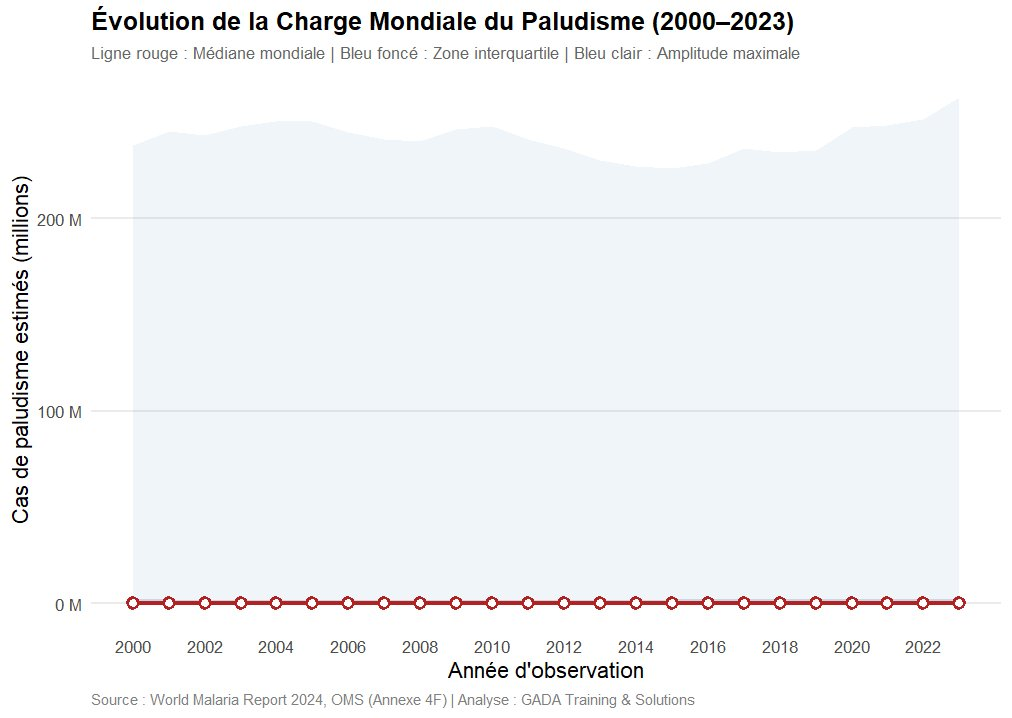 Évolution de la Charge Mondiale du Paludisme (2000–2023)
Ligne rouge : Médiane mondiale | Bleu foncé : Zone interquartile | Bleu clair : Amplitude maximale
Cas de paludisme estimés (millions)
200 M
100 M
0 M
2000 2002 2004 2006 2008 2010 2012 2014 2016 2018 2020 2022
Année d'observation
Source : World Malaria Report 2024, OMS (Annexe 4F) | Analyse : GADA Training & Solutions